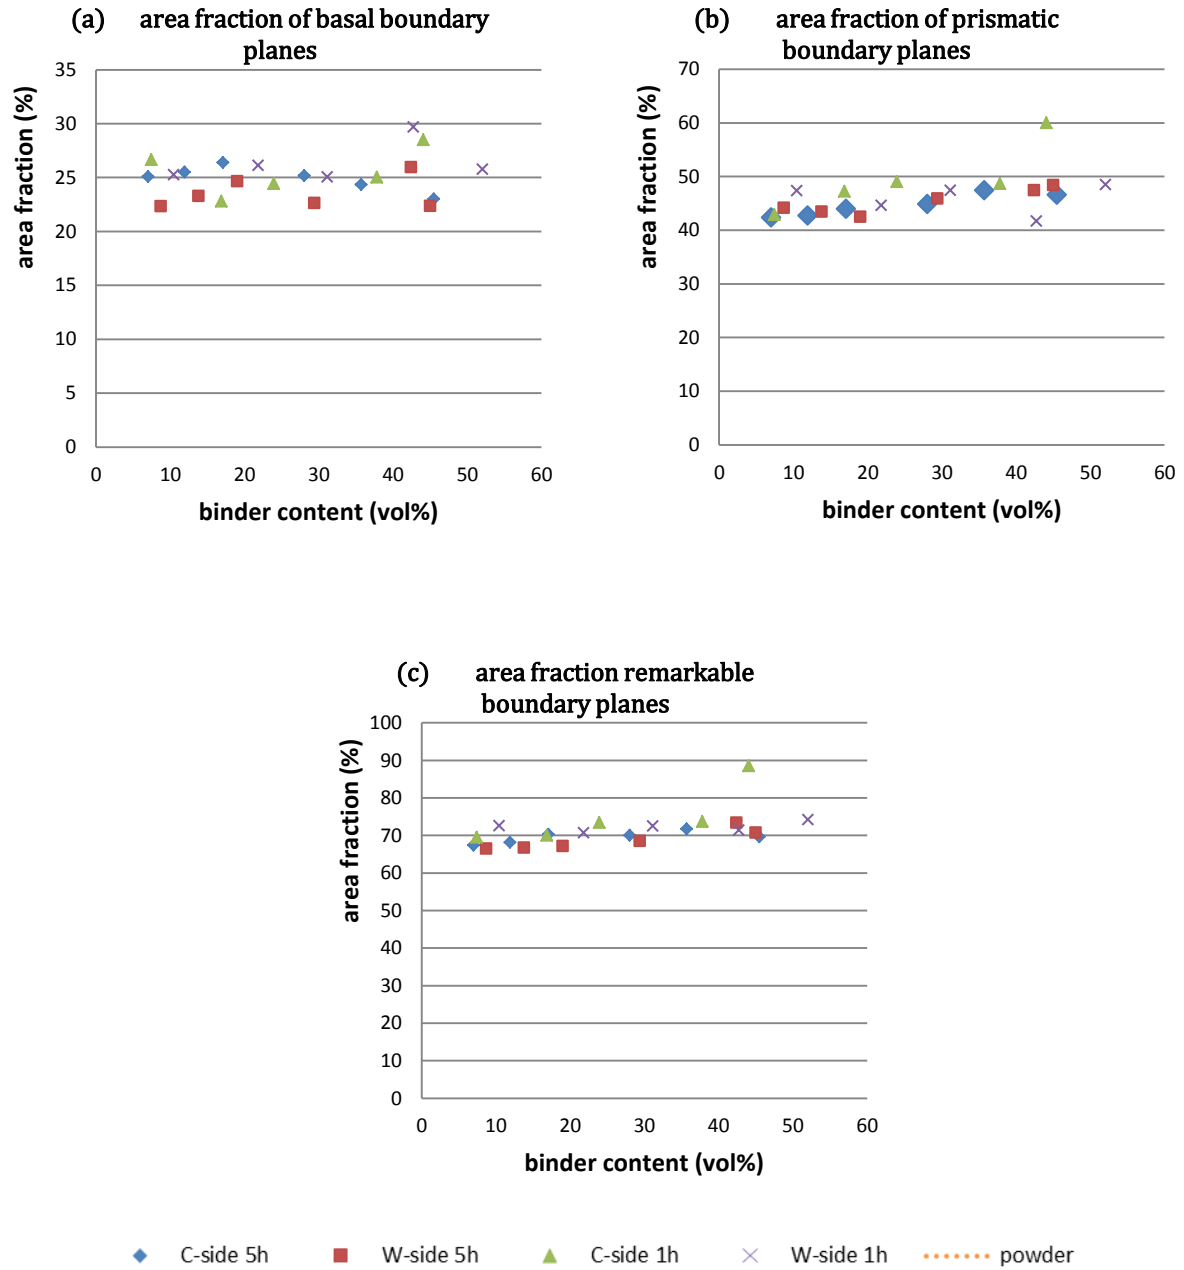 (a) area fraction of basal boundary
planes
area fraction (%)
35
30
25
20
15
10
5
0
0 10 20 30 40 50 60
binder content (vol%)
(b) area fraction of prismatic
boundary planes
area fraction (%)
70
60
50
40
30
20
10
0
0 10 20 30 40 50 60
binder content (vol%)
(c) area fraction remarkable
boundary planes
area fraction (%)
100
90
80
70
60
50
40
30
20
10
0
0 10 20 30 40 50 60
binder content (vol%)
C-side 5h W-side 5h C-side 1h W-side 1h powder